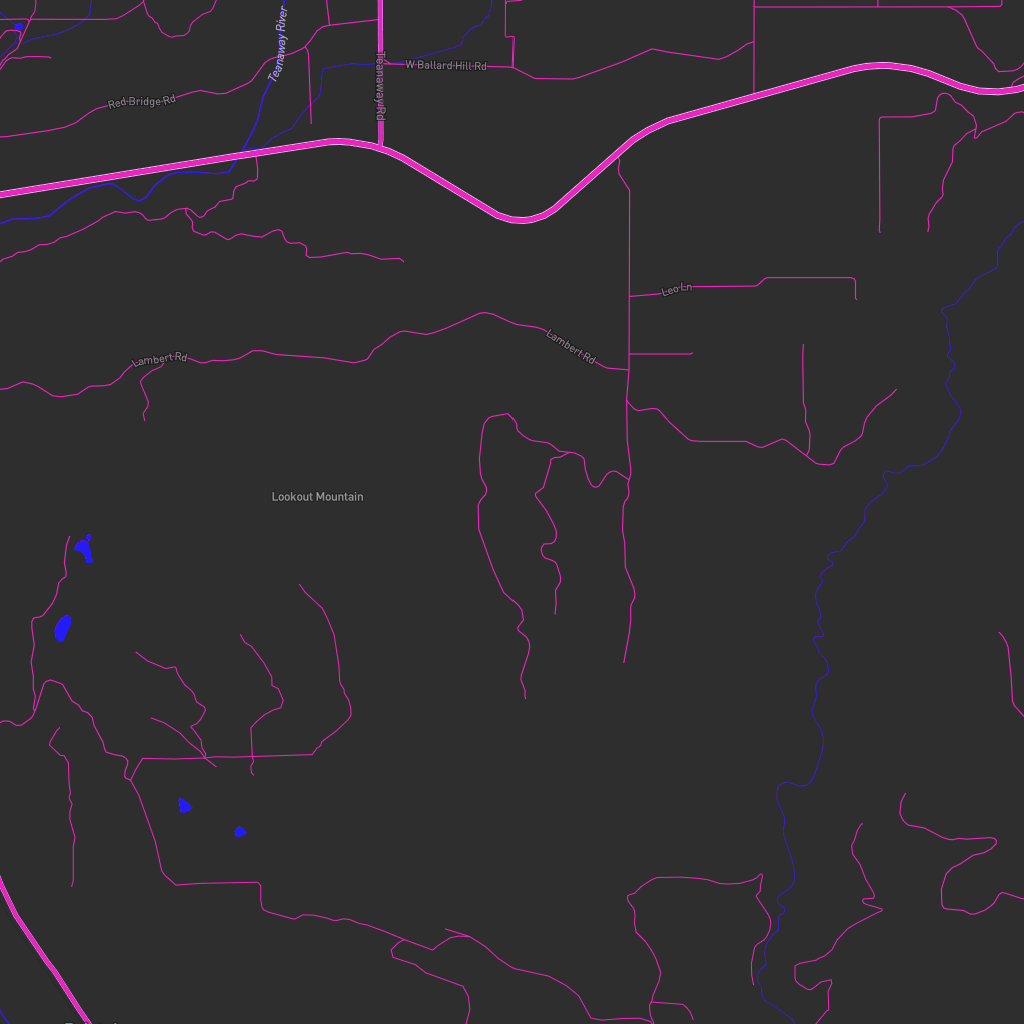 Teanaway River
W Ballard Hill Rd
Teanaway Rd
Red Bridge Rd
Leo Ln
Lambert Rd
Lambert Rd
Lookout Mountain